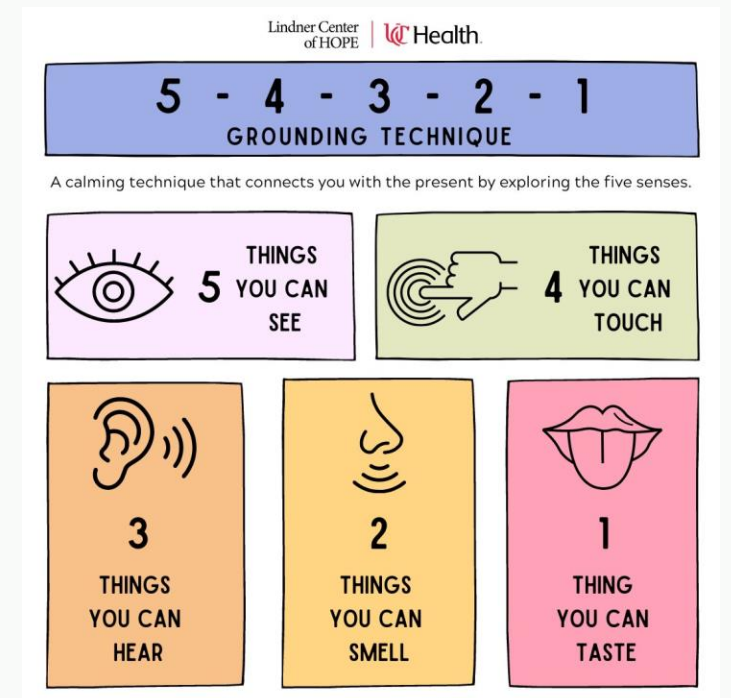 Lindner Center
of HOPE
UC Health.
5 - 4 - 3 - 2 - 1
GROUNDING TECHNIQUE
A calming technique that connects you with the present by exploring the five senses.
5
THINGS
YOU CAN
SEE
4
THINGS
YOU CAN
TOUCH
3
THINGS
YOU CAN
HEAR
2
THINGS
YOU CAN
SMELL
1
THING
YOU CAN
TASTE